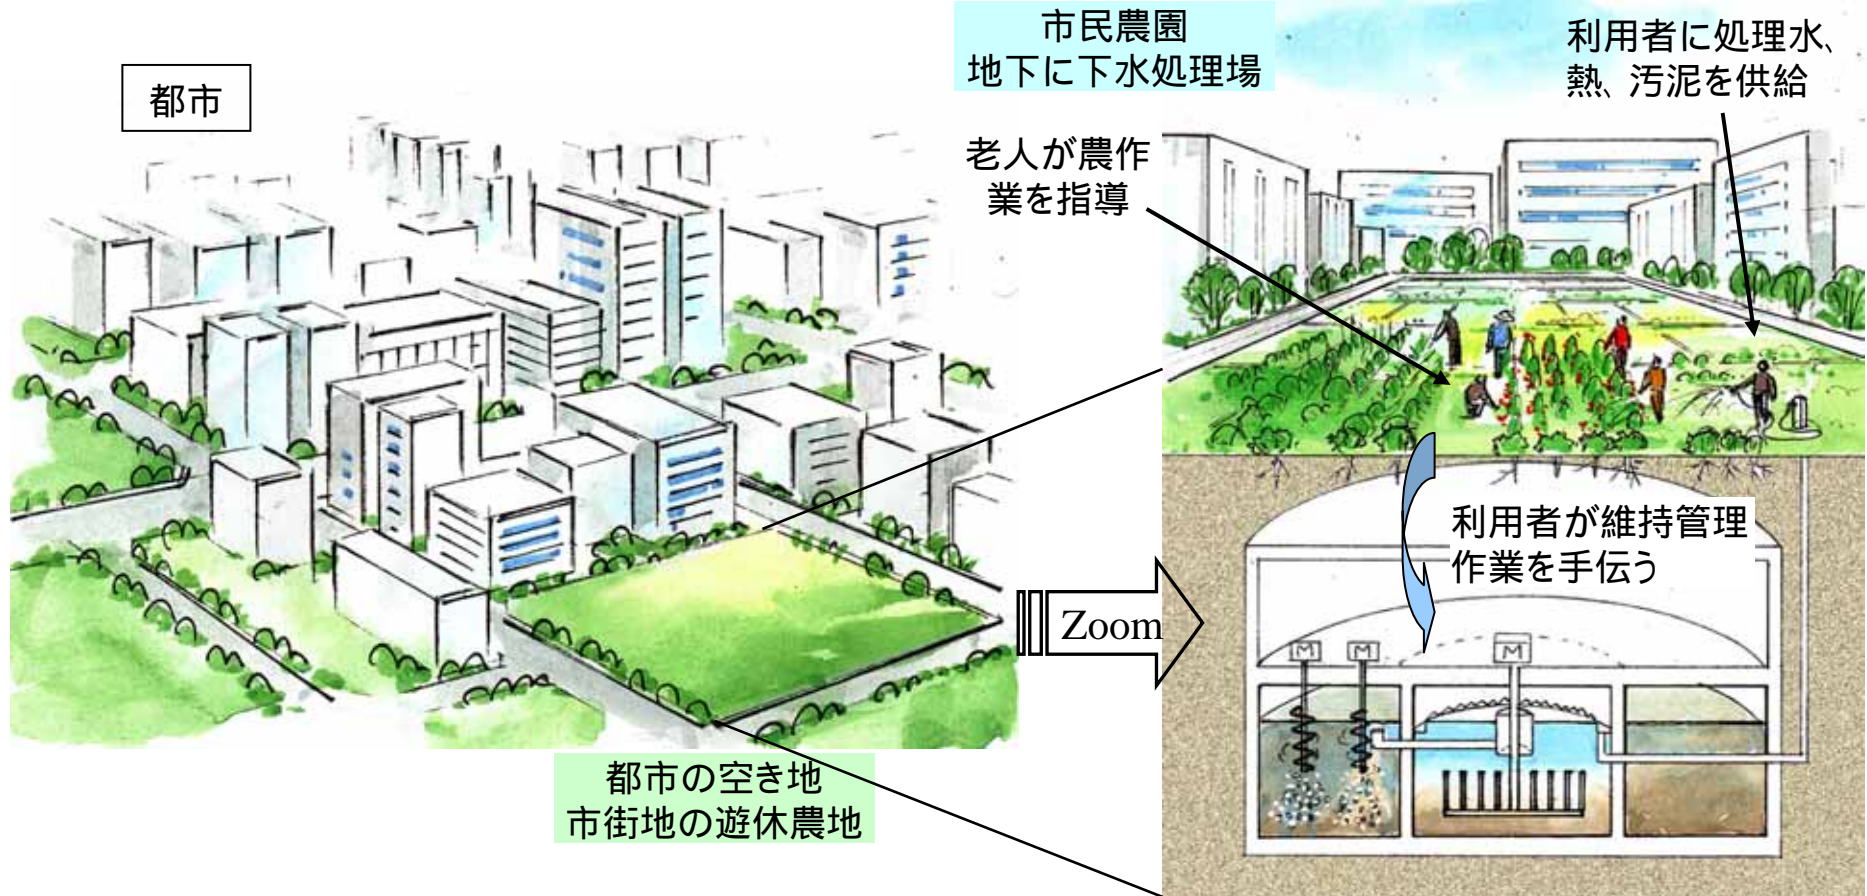 都市
市民農園
地下に下水処理場
利用者に処理水、
熱、汚泥を供給
老人が農作
業を指導
利用者が維持管理
作業を手伝う
Zoom
M
M
M
都市の空き地
市街地の遊休農地